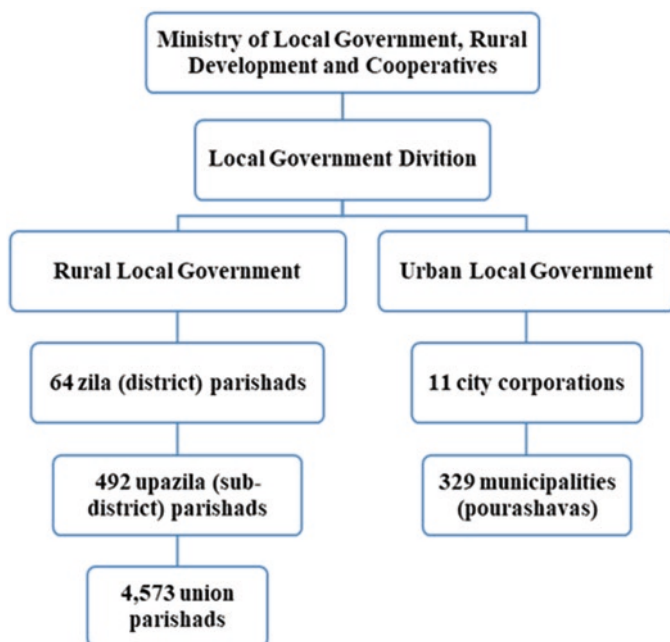 Ministry of Local Government, Rural
Development and Cooperatives
Local Government Divition
Rural Local Government
Urban Local Government
64 zila (district) parishads
11 city corporations
492 upazila (sub-
district) parishads
329 municipalities
(pourashavas)
4,573 union
parishads